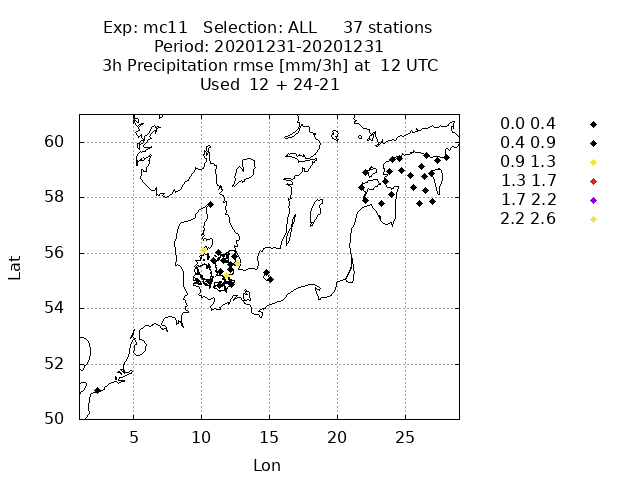 Exp: mc11   Selection: ALL     37 stations
Period: 20201231-20201231
3h Precipitation rmse [mm/3h] at  12 UTC
Used  12 + 24-21
0.0 0.4
0.4 0.9
0.9 1.3
1.3 1.7
1.7 2.2
2.2 2.6
60
58
56
54
52
50
Lat
5 10 15 20 25
Lon